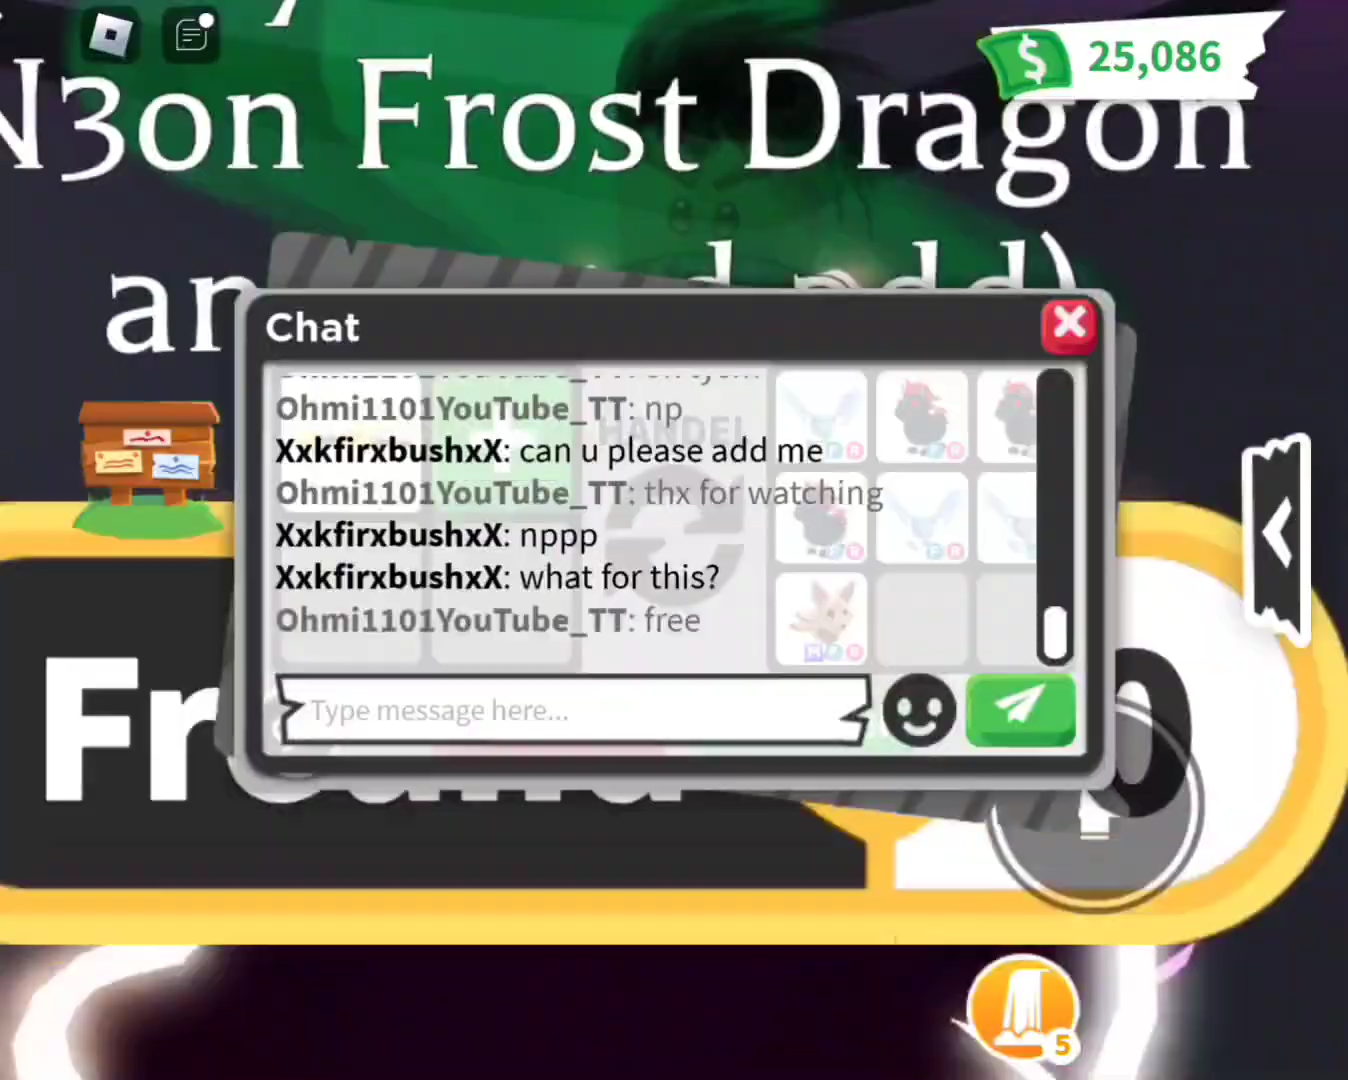 25,086
N3on Frost Dragon
Chat
Ohmi1101YouTube_TT: np
XxkfirxbushxX: can u please add me
Ohmi1101YouTube_TT: thx for watching
XxkfirxbushxX: nppp
XxkfirxbushxX: what for this?
Ohmi1101YouTube_TT: free
HANDEL
Type message here...
5